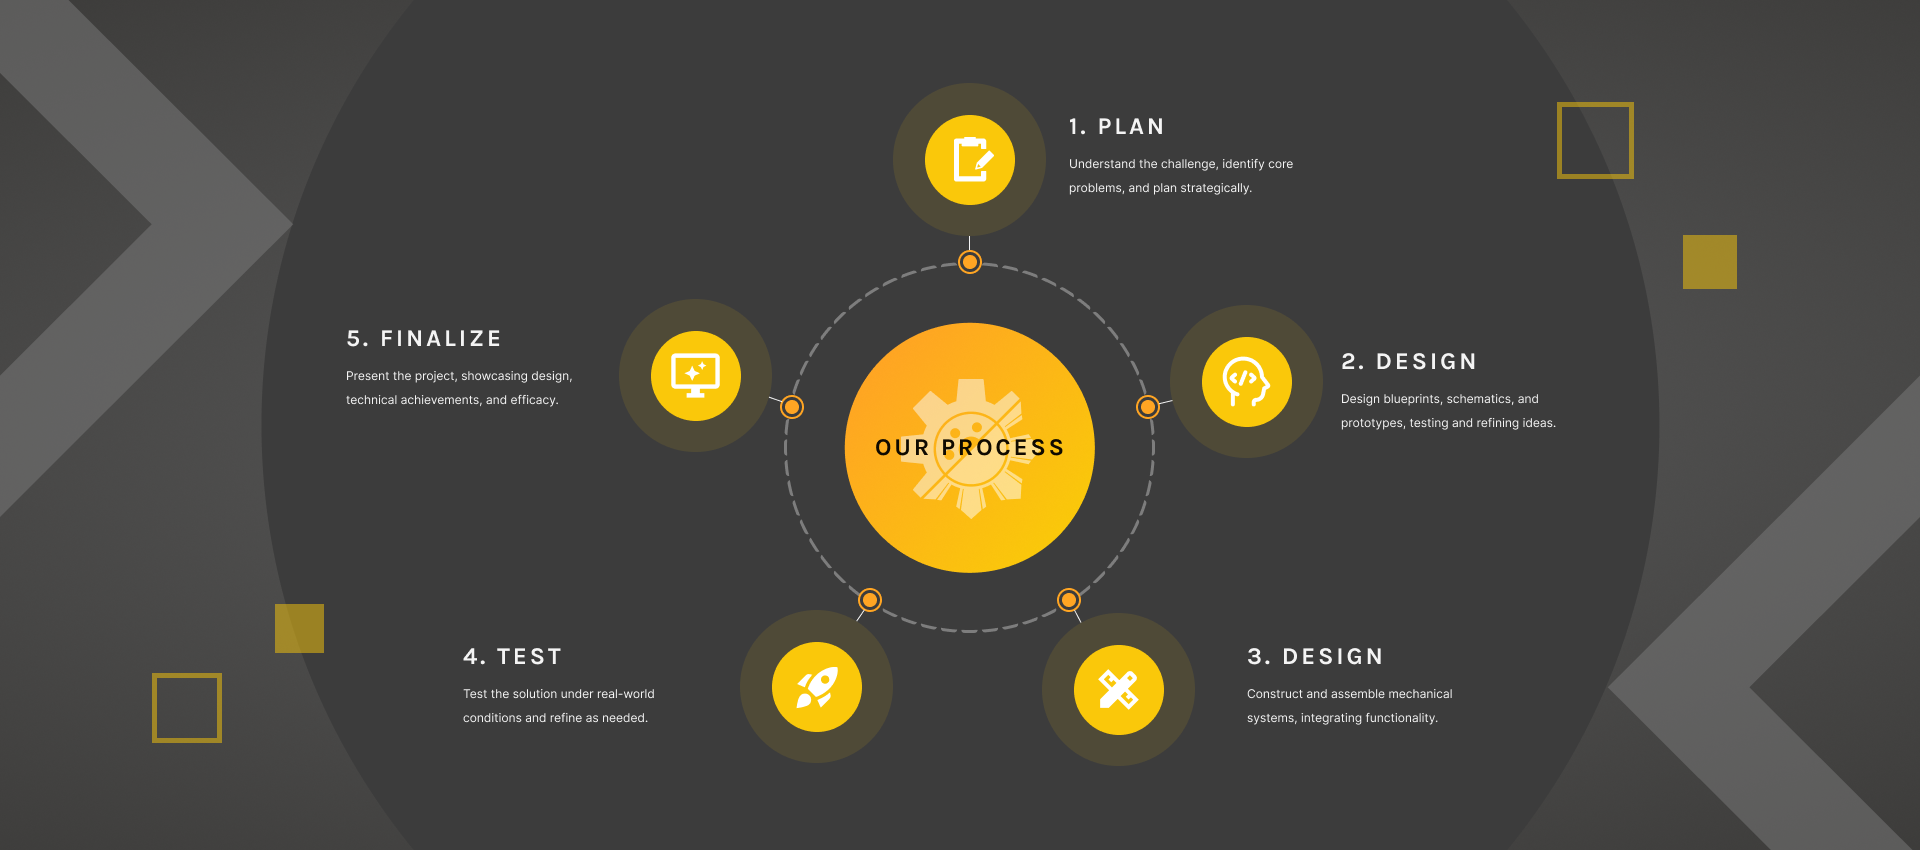 1. PLAN
Understand the challenge, identify core
problems, and plan strategically.
2. DESIGN
Design blueprints, schematics, and
prototypes, testing and refining ideas.
3. DESIGN
Construct and assemble mechanical
systems, integrating functionality.
4. TEST
Test the solution under real-world
conditions and refine as needed.
5. FINALIZE
Present the project, showcasing design,
technical achievements, and efficacy.
OUR PROCESS